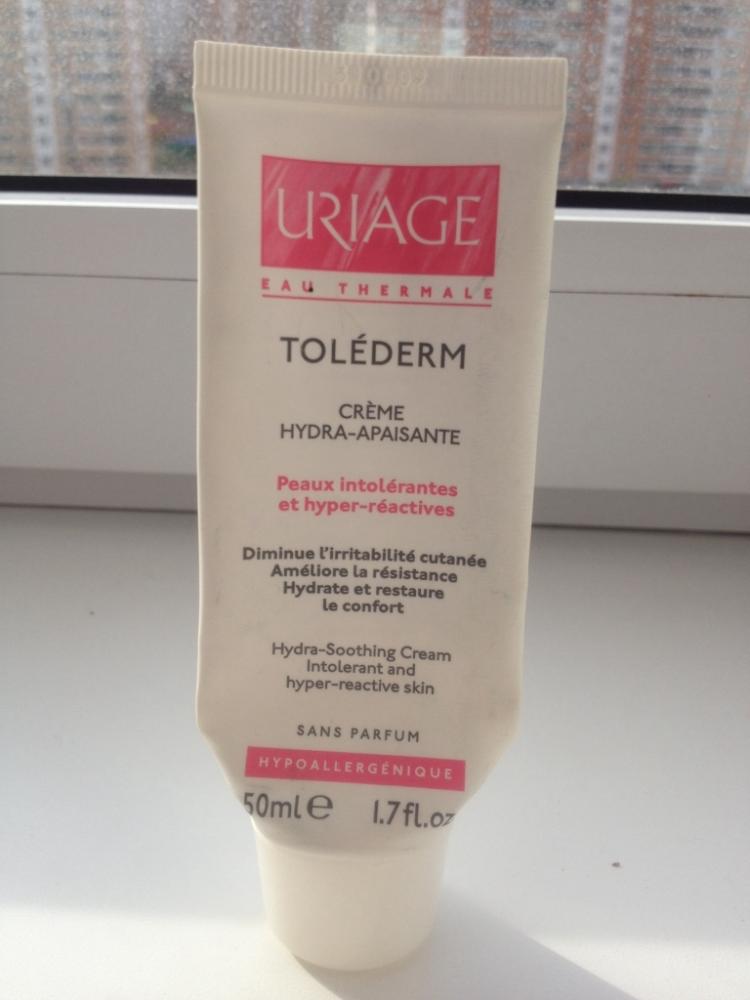 URIAGE
EAU THERMALE
TOLÉDERM
CRÈME
HYDRA-APAISANTE
Peaux intolérantes
et hyper-réactives
Diminue l'irritabilité cutanée
Améliore la résistance
Hydrate et restaure
le confort
Hydra-Soothing Cream
Intolerant and
hyper-reactive skin
SANS PARFUM
HYPOALLERGÉNIQUE
50ml e 1.7fl.oz